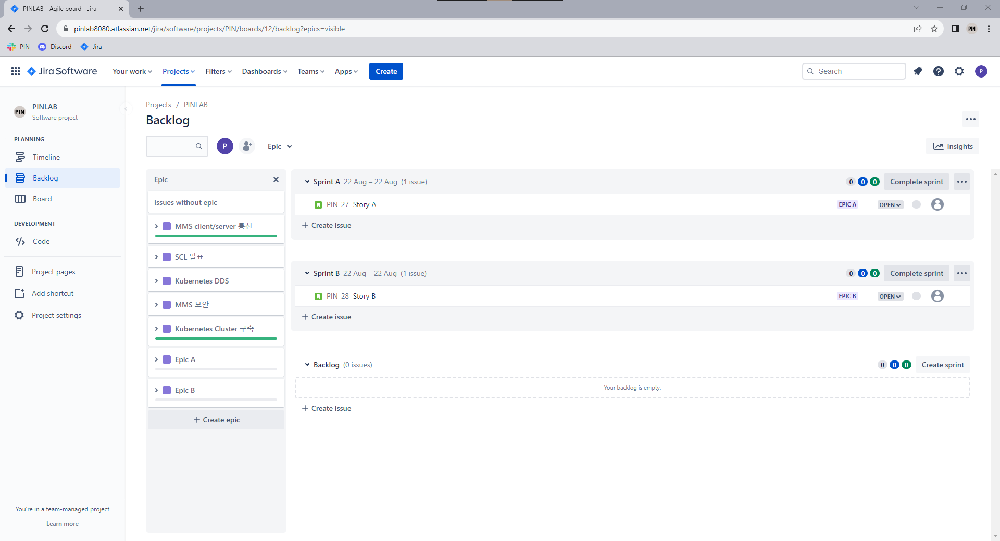 PINLAB - Agile board - Jira
pinlab8080.atlassian.net/jira/software/projects/PIN/boards/12/backlog?epics=visible
PIN
PIN Discord Jira
Jira Software Your work Projects Filters Dashboards Teams Apps Create Search P
PIN
PINLAB
Software project
PLANNING
Timeline
Backlog
Board
DEVELOPMENT
Code
Project pages
Add shortcut
Project settings
You're in a team-managed project
Learn more
Projects / PINLAB
Backlog
P Epic Insights
Epic
Issues without epic
MMS client/server 통신
SCL 발표
Kubernetes DDS
MMS 보안
Kubernetes Cluster 구축
Epic A
Epic B
+ Create epic
Sprint A 22 Aug – 22 Aug (1 issue) 0 0 0 Complete sprint
PIN-27 Story A EPIC A OPEN -
+ Create issue
Sprint B 22 Aug – 22 Aug (1 issue) 0 0 0 Complete sprint
PIN-28 Story B EPIC B OPEN -
+ Create issue
Backlog (0 issues) 0 0 0 Create sprint
Your backlog is empty.
+ Create issue